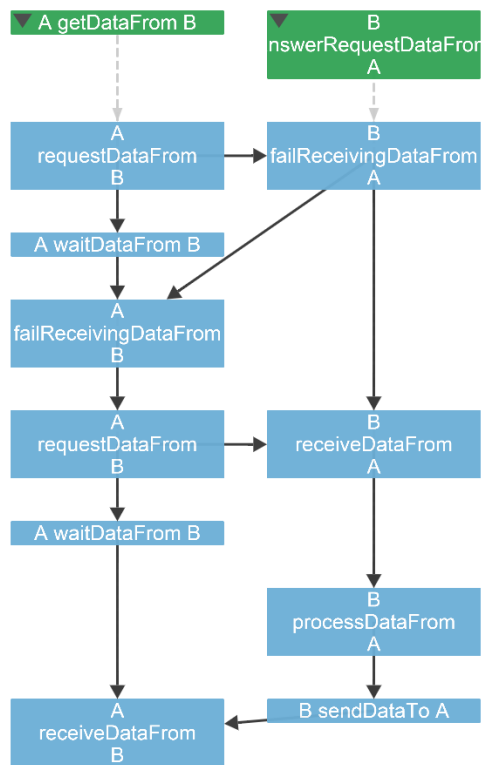 A getDataFrom B
B
nswerRequestDataFron
A
A
requestDataFrom
B
B
failReceivingDataFrom
A
A waitDataFrom B
A
failReceivingDataFrom
B
A
requestDataFrom
B
B
receiveDataFrom
A
A waitDataFrom B
B
processDataFrom
A
A
receiveDataFrom
B
B sendDataTo A